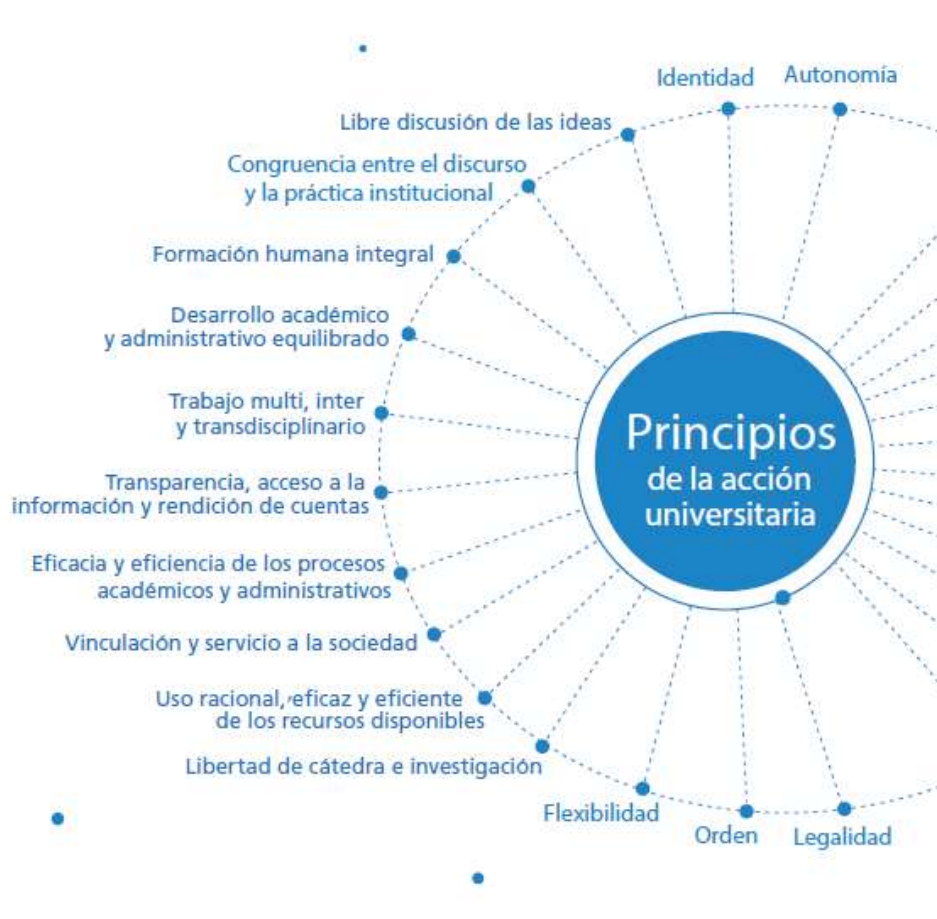 Identidad
Autonomía
Libre discusión de las ideas
Congruencia entre el discurso
y la práctica institucional
Formación humana integral
Desarrollo académico
y administrativo equilibrado
Trabajo multi, inter
y transdisciplinario
Transparencia, acceso a la
información y rendición de cuentas
Eficacia y eficiencia de los procesos
académicos y administrativos
Vinculación y servicio a la sociedad
Uso racional, eficaz y eficiente
de los recursos disponibles
Libertad de cátedra e investigación
Flexibilidad
Orden
Legalidad
Principios
de la acción
universitaria